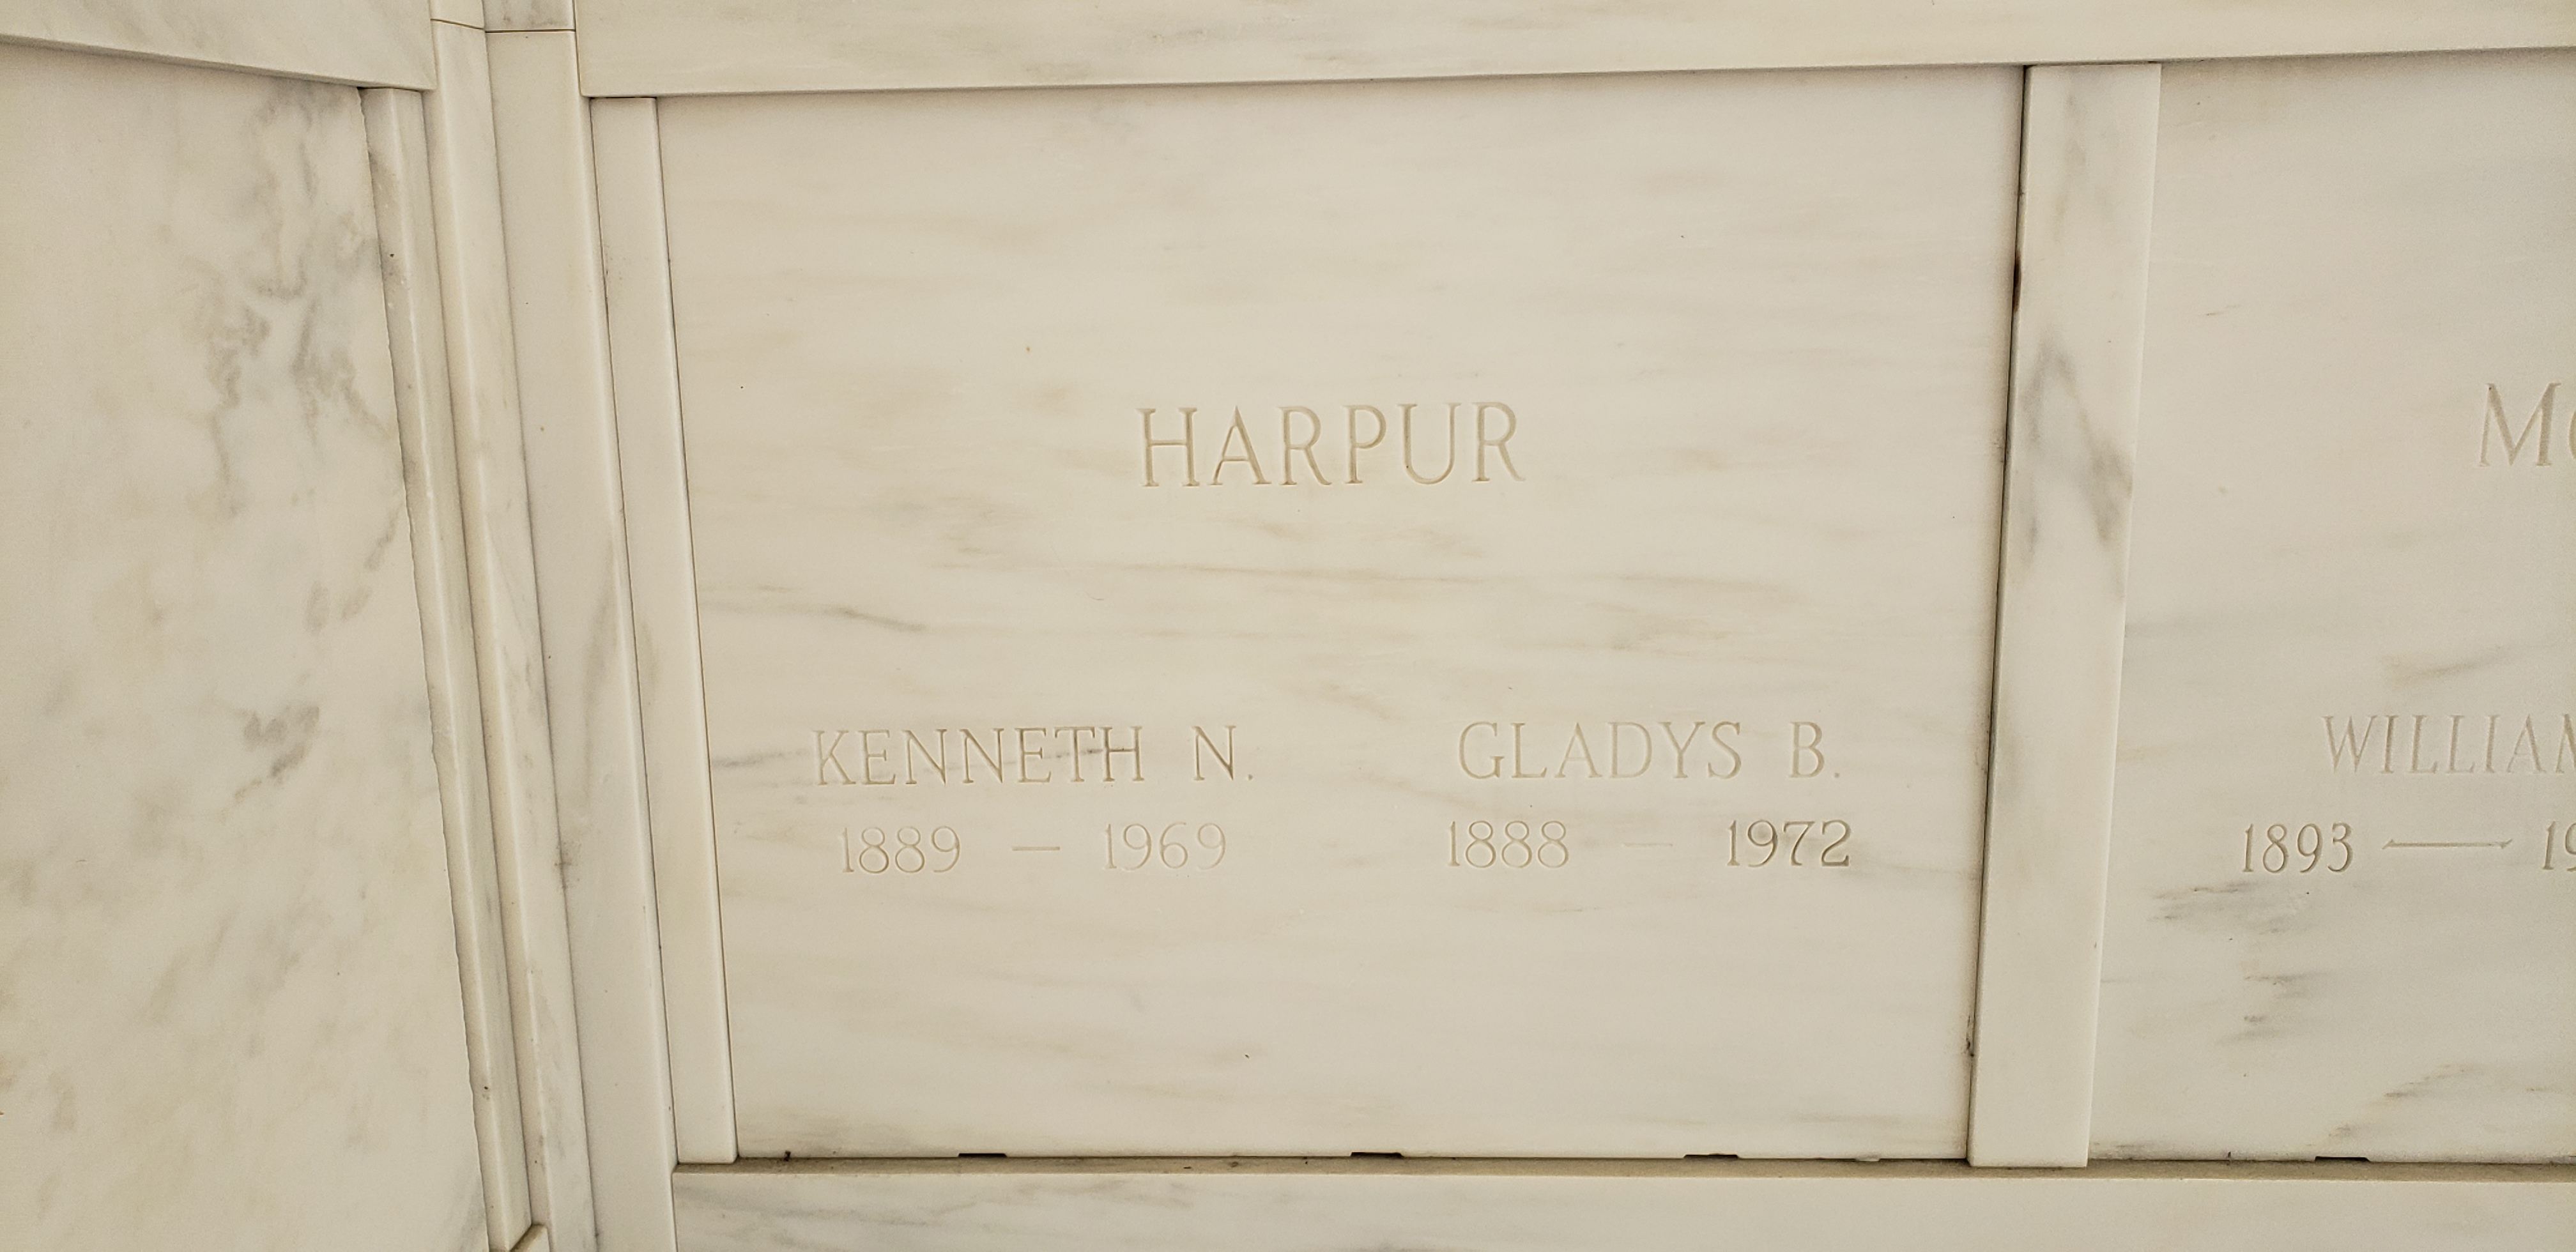 HARPUR
KENNETH N. GLADYS B.
1889 — 1969 1888 — 1972
1893 —